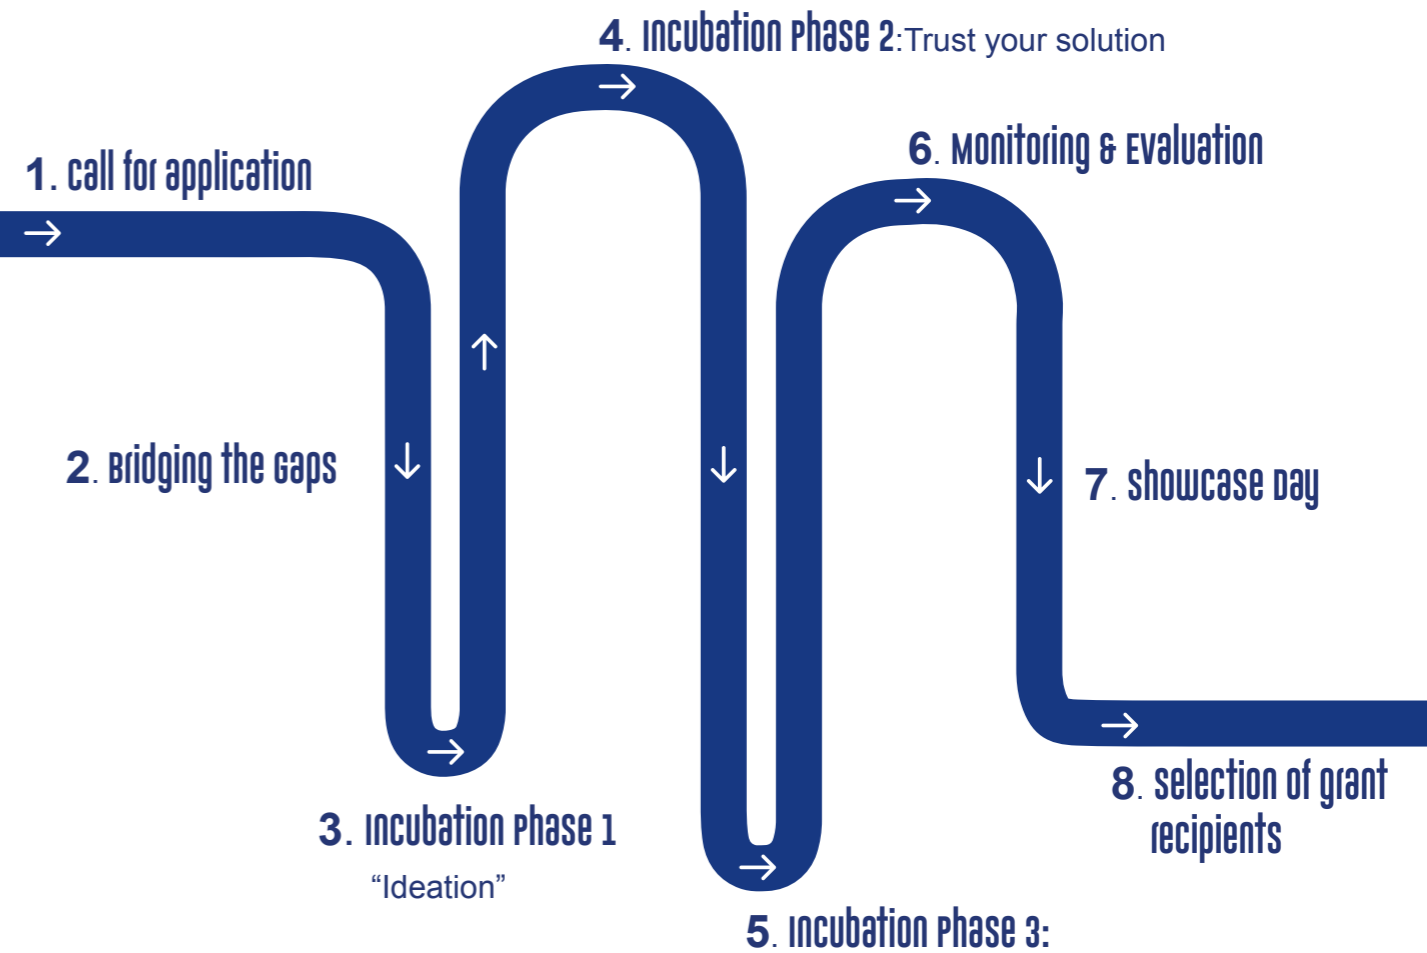 1. Call for application
2. Bridging the Gaps
3. Incubation Phase 1
“Ideation”
4. Incubation Phase 2:Trust your solution
5. Incubation Phase 3:
6. Monitoring & Evaluation
7. Showcase Day
8. Selection of grant
recipients